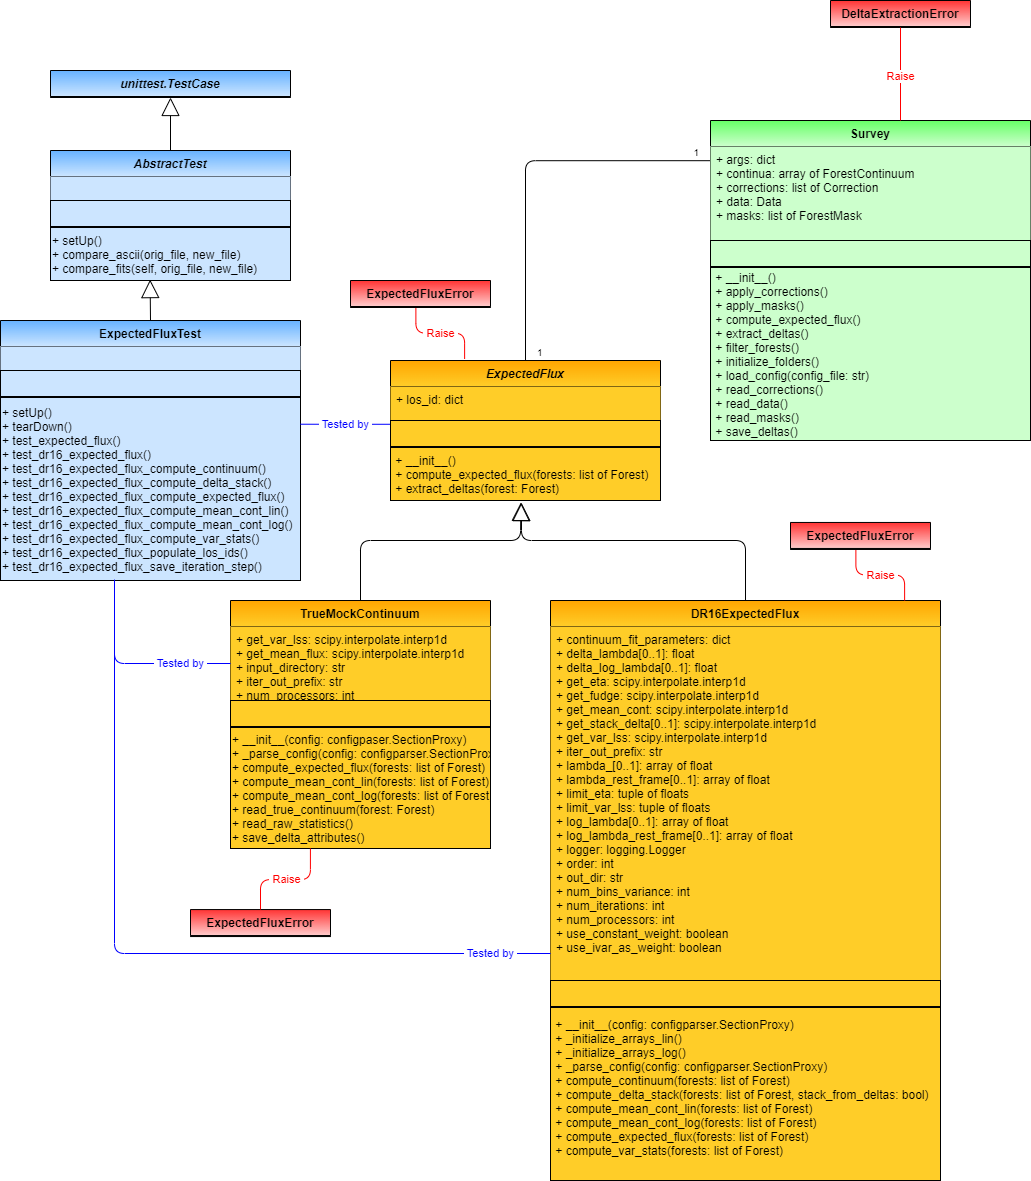 DeltaExtractionError
Raise
unittest.TestCase
Survey
+ args: dict
+ continua: array of ForestContinuum
+ corrections: list of Correction
+ data: Data
+ masks: list of ForestMask
+ __init__()
+ apply_corrections()
+ apply_masks()
+ compute_expected_flux()
+ extract_deltas()
+ filter_forests()
+ initialize_folders()
+ load_config(config_file: str)
+ read_corrections()
+ read_data()
+ read_masks()
+ save_deltas()
1
1
AbstractTest
+ setUp()
+ compare_ascii(orig_file, new_file)
+ compare_fits(self, orig_file, new_file)
ExpectedFluxError
Raise
ExpectedFluxTest
+ setUp()
+ tearDown()
+ test_expected_flux()
+ test_dr16_expected_flux()
+ test_dr16_expected_flux_compute_continuum()
+ test_dr16_expected_flux_compute_delta_stack()
+ test_dr16_expected_flux_compute_expected_flux()
+ test_dr16_expected_flux_compute_mean_cont_lin()
+ test_dr16_expected_flux_compute_mean_cont_log()
+ test_dr16_expected_flux_compute_var_stats()
+ test_dr16_expected_flux_populate_los_ids()
+ test_dr16_expected_flux_save_iteration_step()
Tested by
ExpectedFlux
+ los_id: dict
+ __init__()
+ compute_expected_flux(forests: list of Forest)
+ extract_deltas(forest: Forest)
ExpectedFluxError
Raise
Tested by
TrueMockContinuum
+ get_var_lss: scipy.interpolate.interp1d
+ get_mean_flux: scipy.interpolate.interp1d
+ input_directory: str
+ iter_out_prefix: str
+ num_processors: int
+ __init__(config: configpaser.SectionProxy)
+ _parse_config(config: configparser.SectionProx
+ compute_expected_flux(forests: list of Forest)
+ compute_mean_cont_lin(forests: list of Forest)
+ compute_mean_cont_log(forests: list of Forest
+ read_true_continuum(forest: Forest)
+ read_raw_statistics()
+ save_delta_attributes()
Raise
ExpectedFluxError
Tested by
DR16ExpectedFlux
+ continuum_fit_parameters: dict
+ delta_lambda[0..1]: float
+ delta_log_lambda[0..1]: float
+ get_eta: scipy.interpolate.interp1d
+ get_fudge: scipy.interpolate.interp1d
+ get_mean_cont: scipy.interpolate.interp1d
+ get_stack_delta[0..1]: scipy.interpolate.interp1d
+ get_var_lss: scipy.interpolate.interp1d
+ iter_out_prefix: str
+ lambda_[0..1]: array of float
+ lambda_rest_frame[0..1]: array of float
+ limit_eta: tuple of floats
+ limit_var_lss: tuple of floats
+ log_lambda[0..1]: array of float
+ log_lambda_rest_frame[0..1]: array of float
+ logger: logging.Logger
+ order: int
+ out_dir: str
+ num_bins_variance: int
+ num_iterations: int
+ num_processors: int
+ use_constant_weight: boolean
+ use_ivar_as_weight: boolean
+ __init__(config: configparser.SectionProxy)
+ _initialize_arrays_lin()
+ _initialize_arrays_log()
+ _parse_config(config: configparser.SectionProxy)
+ compute_continuum(forests: list of Forest)
+ compute_delta_stack(forests: list of Forest, stack_from_deltas: bool)
+ compute_mean_cont_lin(forests: list of Forest)
+ compute_mean_cont_log(forests: list of Forest)
+ compute_expected_flux(forests: list of Forest)
+ compute_var_stats(forests: list of Forest)